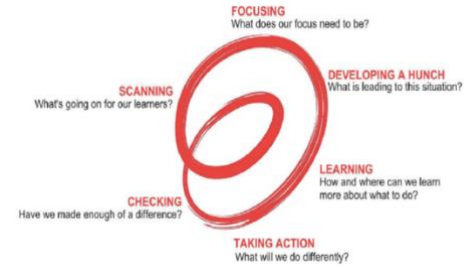 FOCUSING
What does our focus need to be?
DEVELOPING A HUNCH
What is leading to this situation?
SCANNING
What's going on for our learners?
LEARNING
How and where can we learn
more about what to do?
CHECKING
Have we made enough of a difference?
TAKING ACTION
What will we do differently?